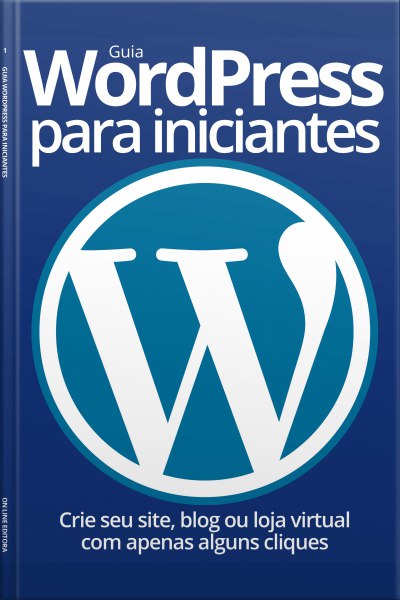 Guia
WordPress
para iniciantes
W
Crie seu site, blog ou loja virtual
com apenas alguns cliques
1
GUIA WORDPRESS PARA INICIANTES
ON LINE EDITORA